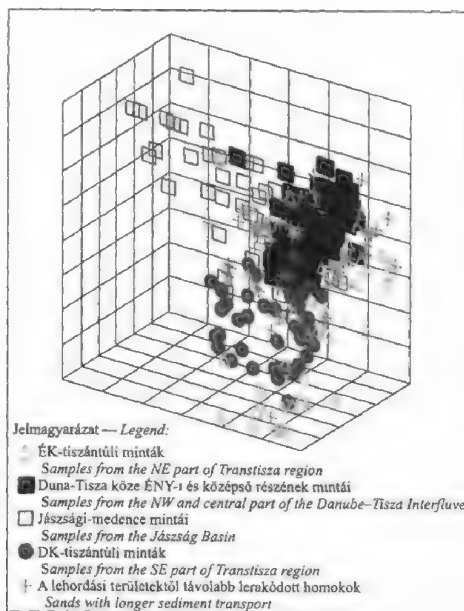 Jelmagyarázat — Legend:
ÉK-tiszántúli minták
Samples from the NE part of Transtisza region
Duna-Tisza köze ÉNY-i és középső részének mintái
Samples from the NW and central part of the Danube–Tisza Interfluve
Jászsági-medence mintái
Samples from the Jászság Basin
DK-tiszántúli minták
Samples from the SE part of Transtisza region
A lehordási területektől távolabb lerakódott homokok
Sands with longer sediment transport